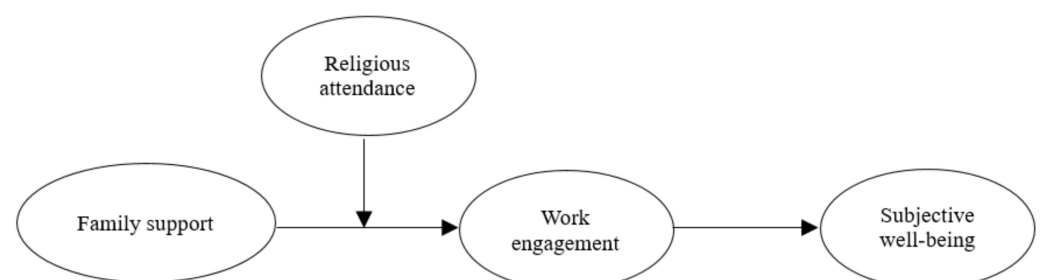 Religious
attendance
Family support
Work
engagement
Subjective
well-being